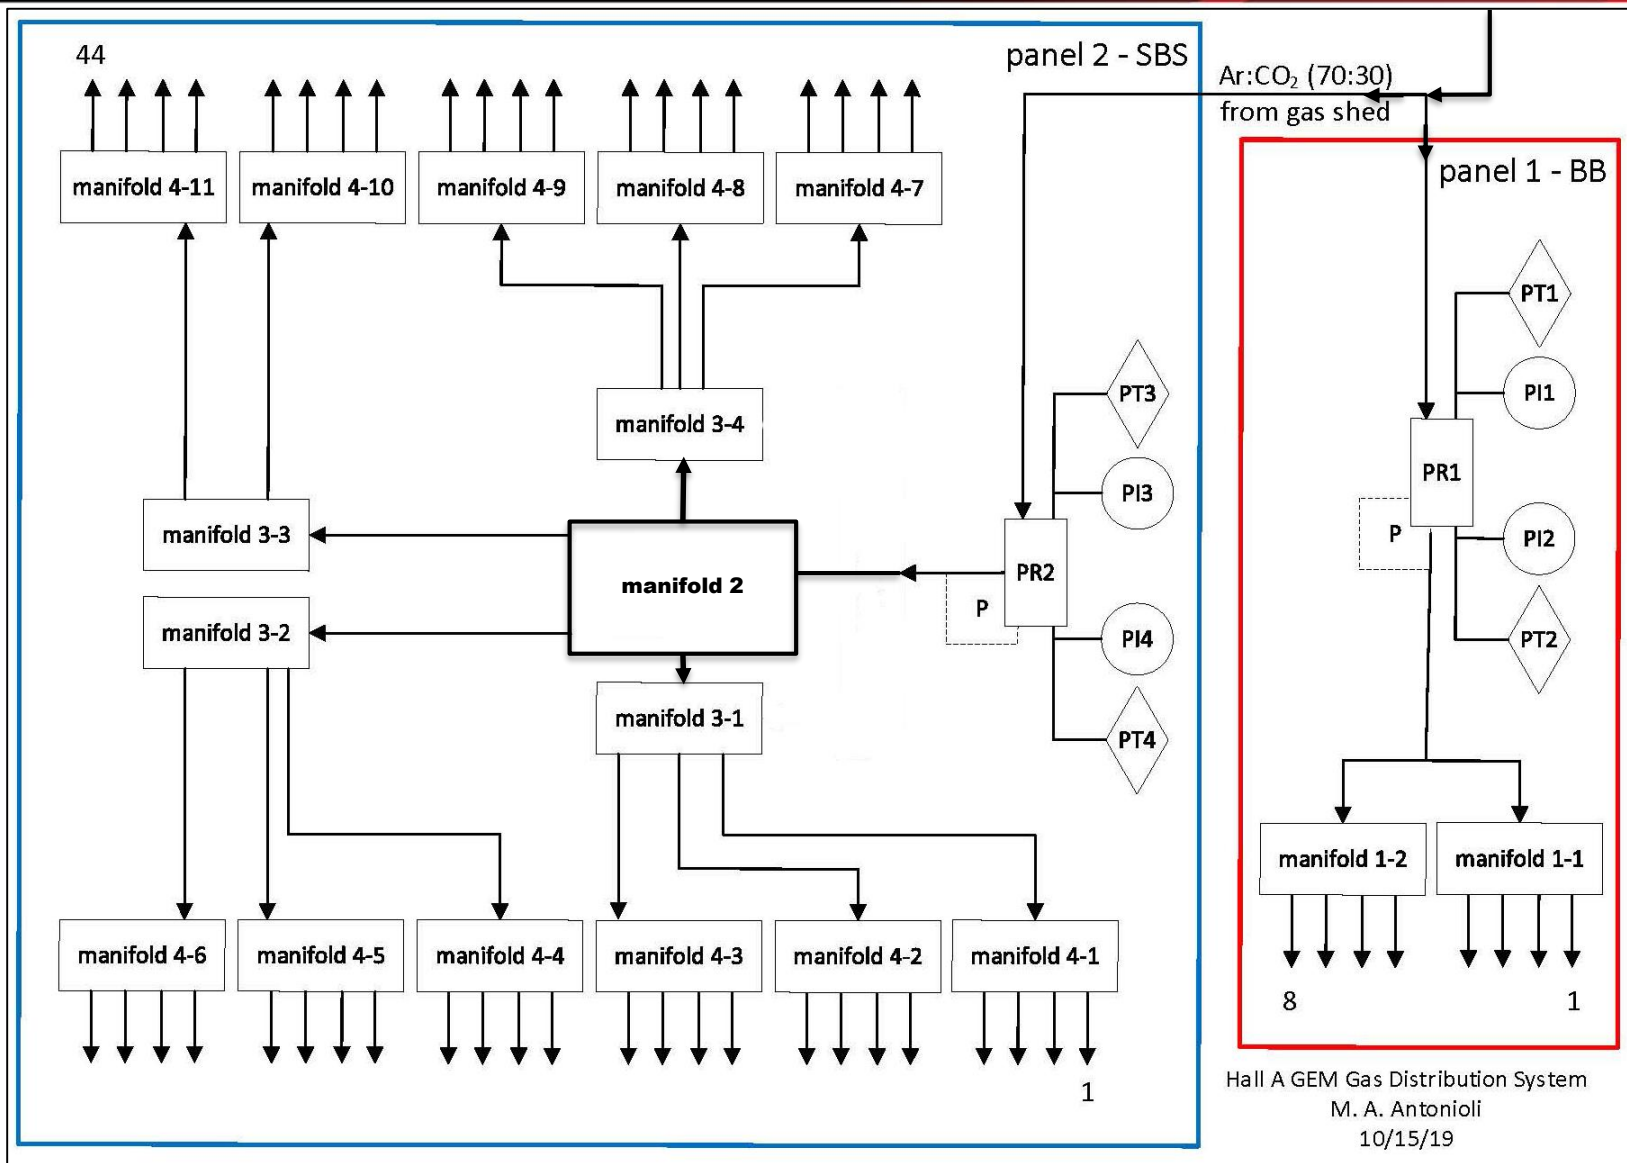 44
panel 2 - SBS
Ar:CO₂ (70:30)
from gas shed
panel 1 - BB
manifold 4-11
manifold 4-10
manifold 4-9
manifold 4-8
manifold 4-7
PT1
PI1
PT3
manifold 3-4
PR1
PI3
manifold 3-3
P
PI2
PR2
manifold 2
P
manifold 3-2
PI4
PT2
manifold 3-1
PT4
manifold 1-2
manifold 1-1
manifold 4-6
manifold 4-5
manifold 4-4
manifold 4-3
manifold 4-2
manifold 4-1
8
1
1
Hall A GEM Gas Distribution System
M. A. Antonioli
10/15/19